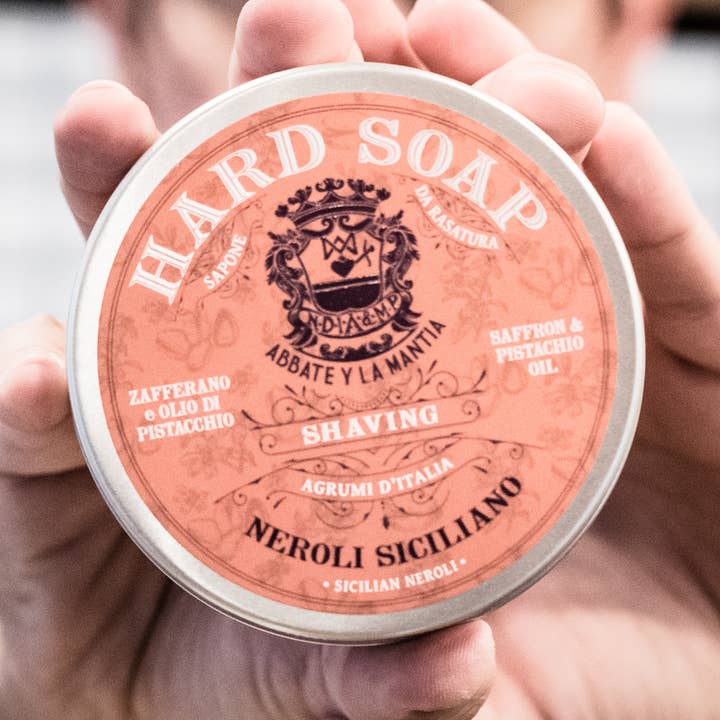 HARD SOAP
SAPONE
DA RASATURA
N·D·I·A·&·M·P
ABBATE Y LA MANTIA
ZAFFERANO
e OLIO DI
PISTACCHIO
SAFFRON &
PISTACHIO
OIL
SHAVING
AGRUMI D'ITALIA
NEROLI SICILIANO
• SICILIAN NEROLI •